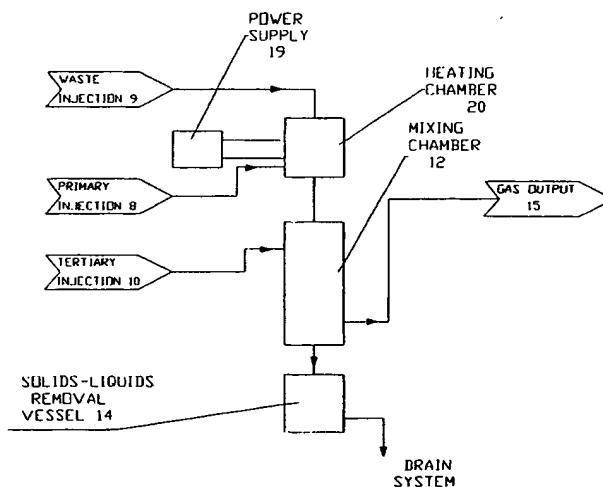 POWER
SUPPLY
19
WASTE
INJECTION 9
HEATING
CHAMBER
20
MIXING
CHAMBER
12
PRIMARY
INJECTION 8
GAS OUTPUT
15
TERTIARY
INJECTION 10
SOLIDS-LIQUIDS
REMOVAL
VESSEL 14
DRAIN
SYSTEM